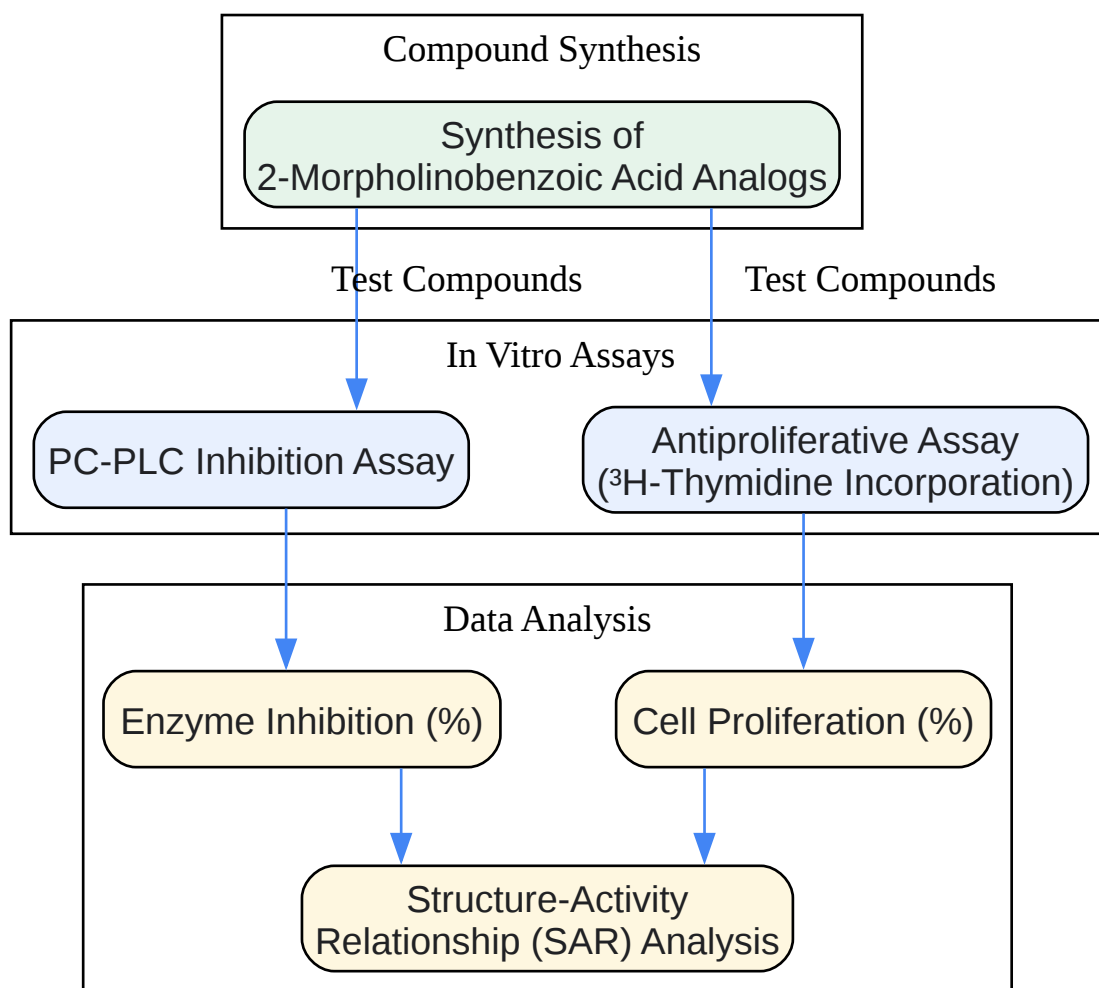 Compound Synthesis
Synthesis of
2-Morpholinobenzoic Acid Analogs
Test Compounds
Test Compounds
In Vitro Assays
PC-PLC Inhibition Assay
Antiproliferative Assay
(³H-Thymidine Incorporation)
Data Analysis
Enzyme Inhibition (%)
Cell Proliferation (%)
Structure-Activity
Relationship (SAR) Analysis